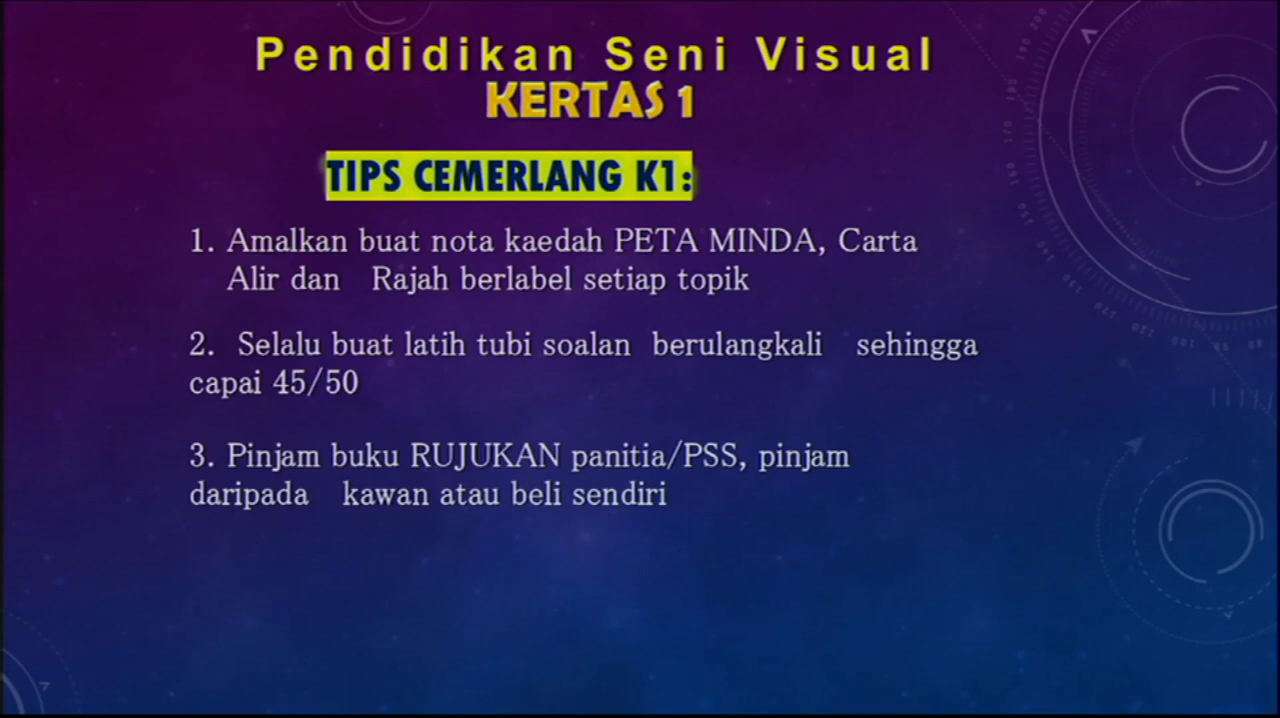 Pendidikan Seni Visual
KERTAS 1
TIPS CEMERLANG K1:
1. Amalkan buat nota kaedah PETA MINDA, Carta
Alir dan Rajah berlabel setiap topik
2. Selalu buat latih tubi soalan berulangkali sehingga
capai 45/50
3. Pinjam buku RUJUKAN panitia/PSS, pinjam
daripada kawan atau beli sendiri